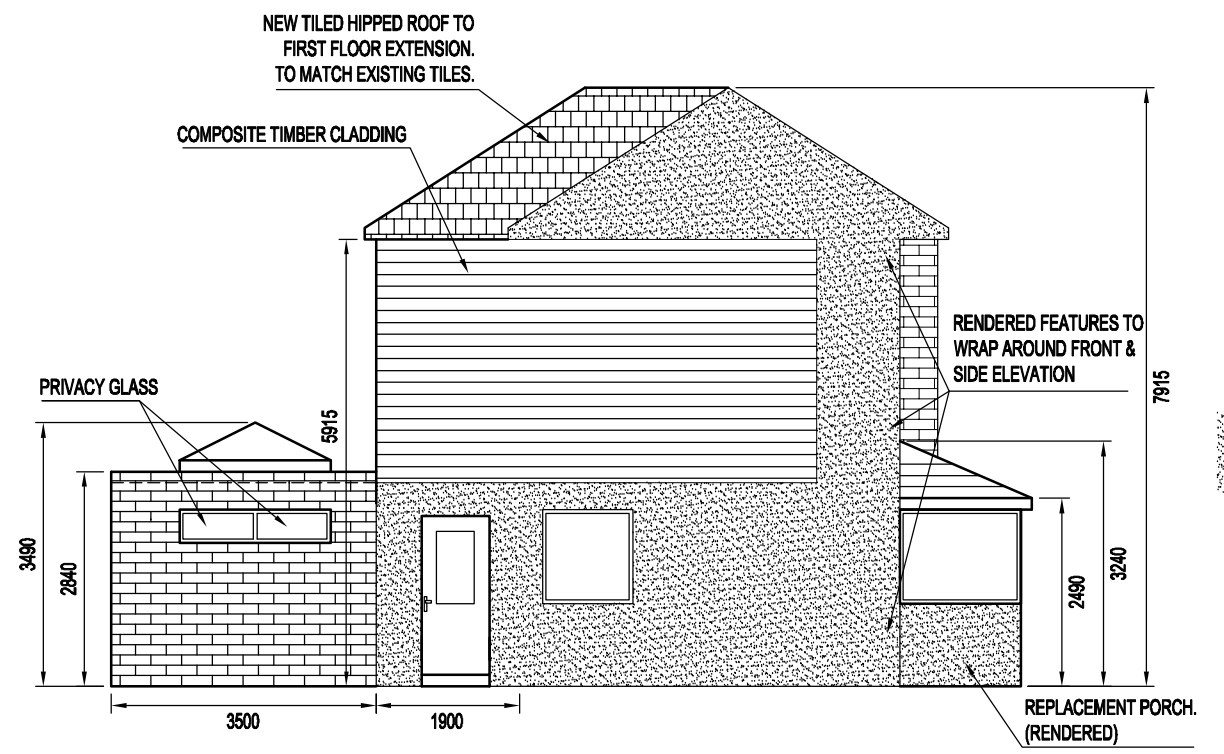 NEW TILED HIPPED ROOF TO
FIRST FLOOR EXTENSION.
TO MATCH EXISTING TILES.
COMPOSITE TIMBER CLADDING
RENDERED FEATURES TO
WRAP AROUND FRONT &
SIDE ELEVATION
PRIVACY GLASS
5915
7915
3490
2840
2490
3240
3500
1900
REPLACEMENT PORCH.
(RENDERED)